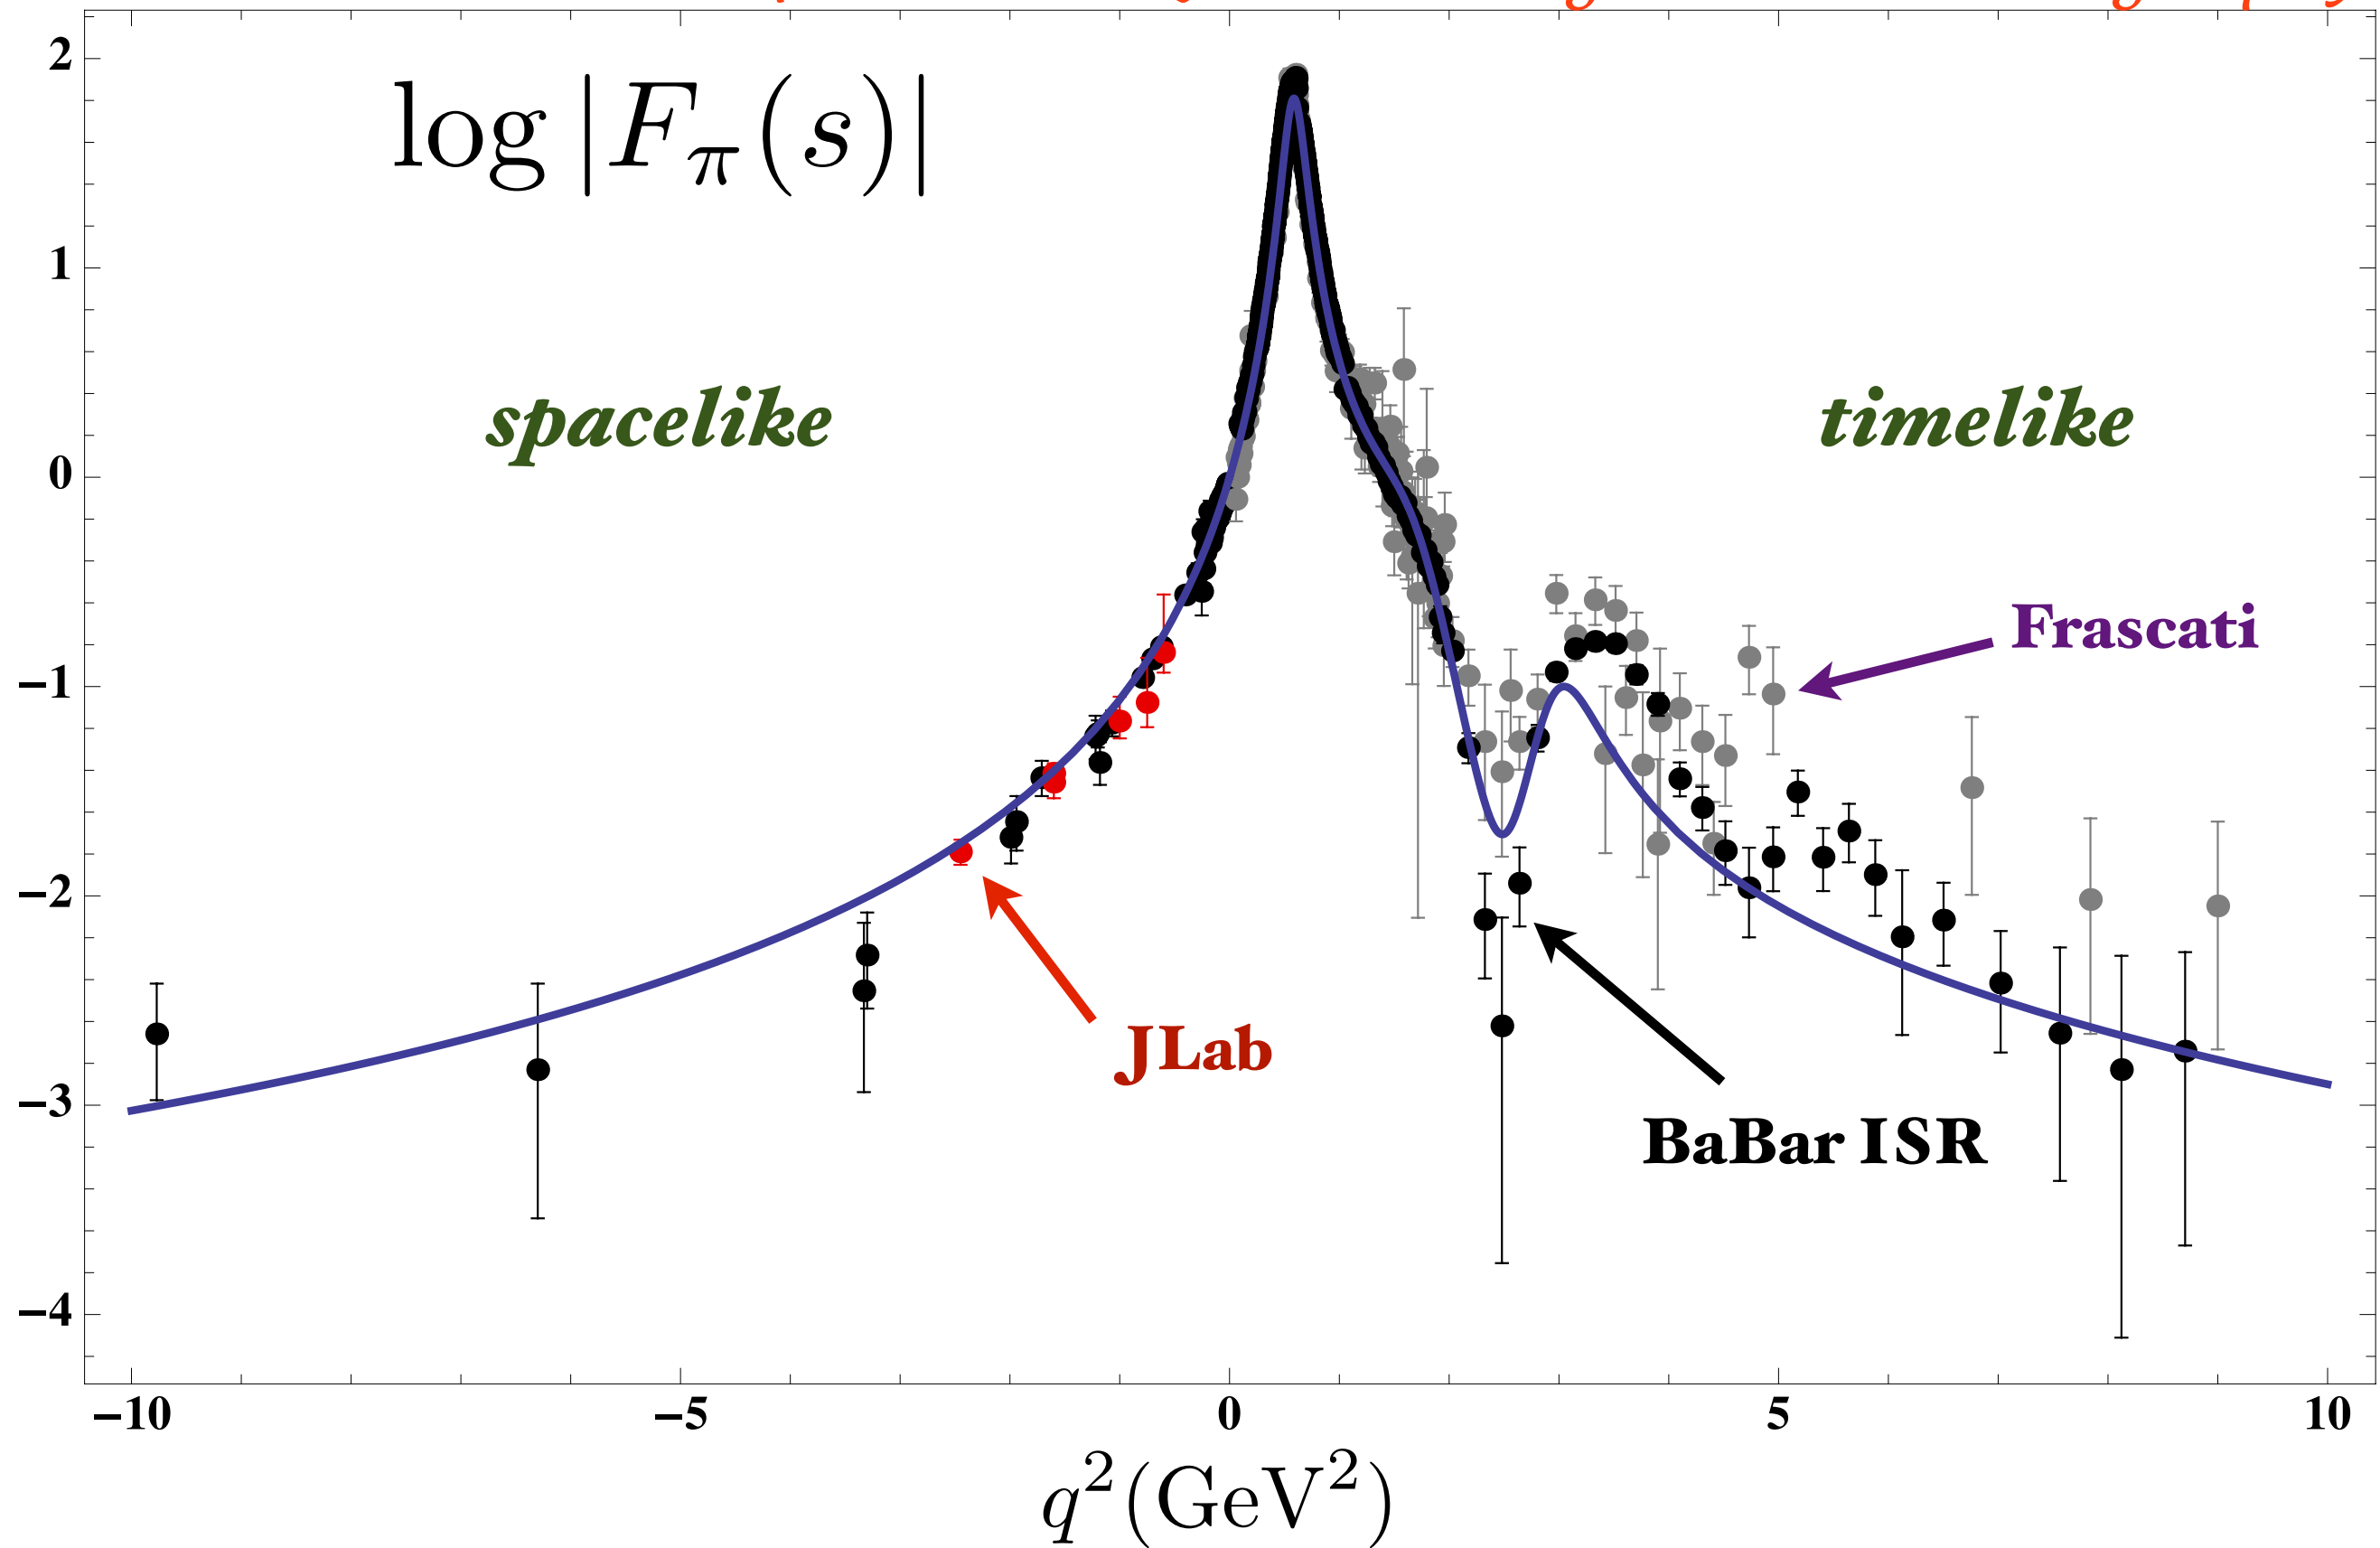 log |F_π(s)|
2
1
0
−1
−2
−3
−4
spacelike
timelike
Frascati
JLab
BaBar ISR
−10
−5
0
5
10
q²(GeV²)